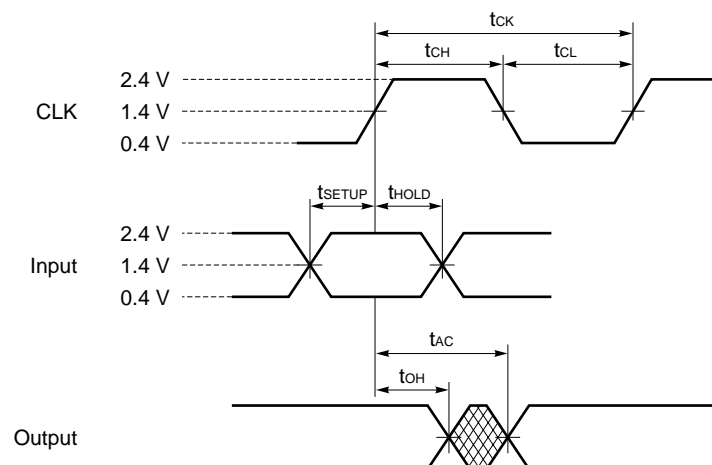 tCK
tCH tCL
2.4 V
CLK 1.4 V
0.4 V
tSETUP tHOLD
2.4 V
Input 1.4 V
0.4 V
tAC
tOH
Output